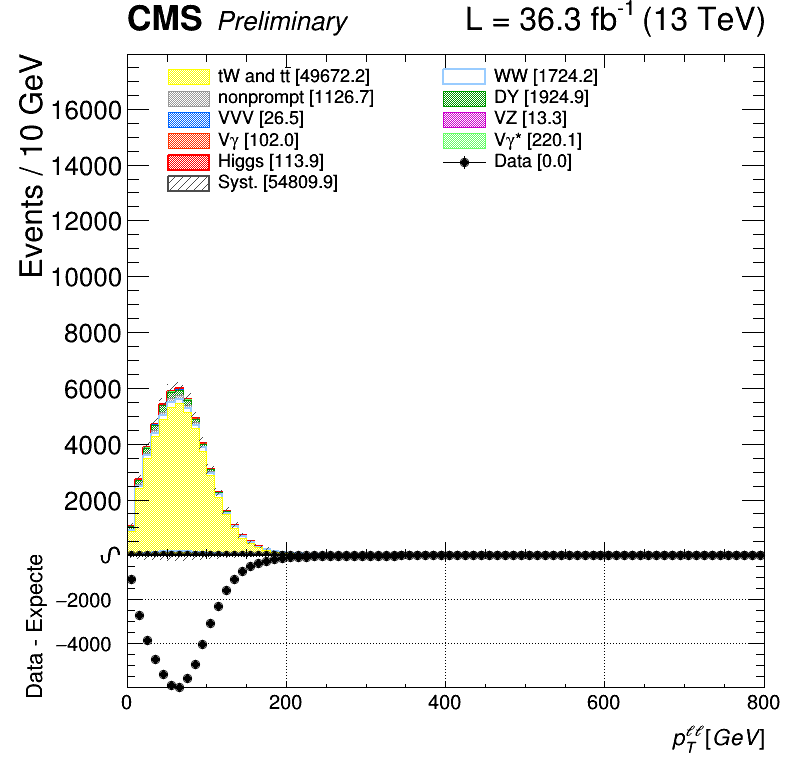 CMS Preliminary L = 36.3 fb⁻¹ (13 TeV)
Events / 10 GeV
tW and tt̄ [49672.2]
nonprompt [1126.7]
VVV [26.5]
Vγ [102.0]
Higgs [113.9]
Syst. [54809.9]
WW [1724.2]
DY [1924.9]
VZ [13.3]
Vγ* [220.1]
Data [0.0]
16000
14000
12000
10000
8000
6000
4000
2000
Data - Expecte
−2000
−4000
0 200 400 600 800
p_T^ℓℓ [GeV]